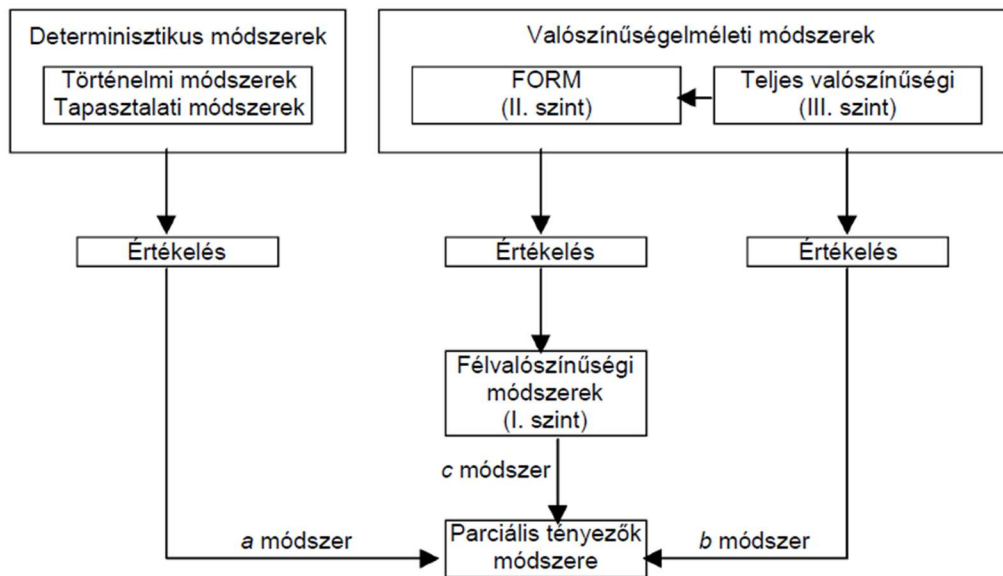 Determinisztikus módszerek
Történelmi módszerek
Tapasztalati módszerek
Valószínűségelméleti módszerek
FORM
(II. szint)
Teljes valószínűségi
(III. szint)
Értékelés
Értékelés
Értékelés
Félvalószínűségi
módszerek
(I. szint)
c módszer
a módszer
Parciális tényezők
módszere
b módszer